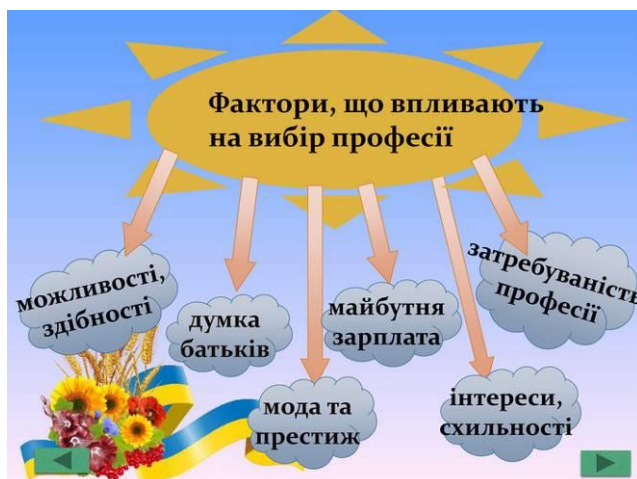 Фактори, що впливають
на вибір професії
можливості,
здібності
думка
батьків
мода та
престиж
майбутня
зарплата
інтереси,
схильності
затребуваність
професії